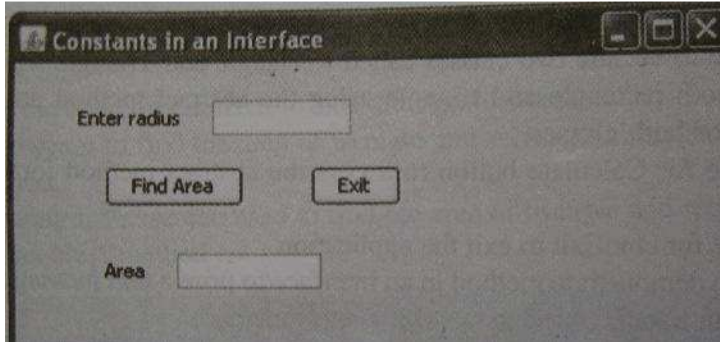 Constants in an Interface
Enter radius
Find Area Exit
Area